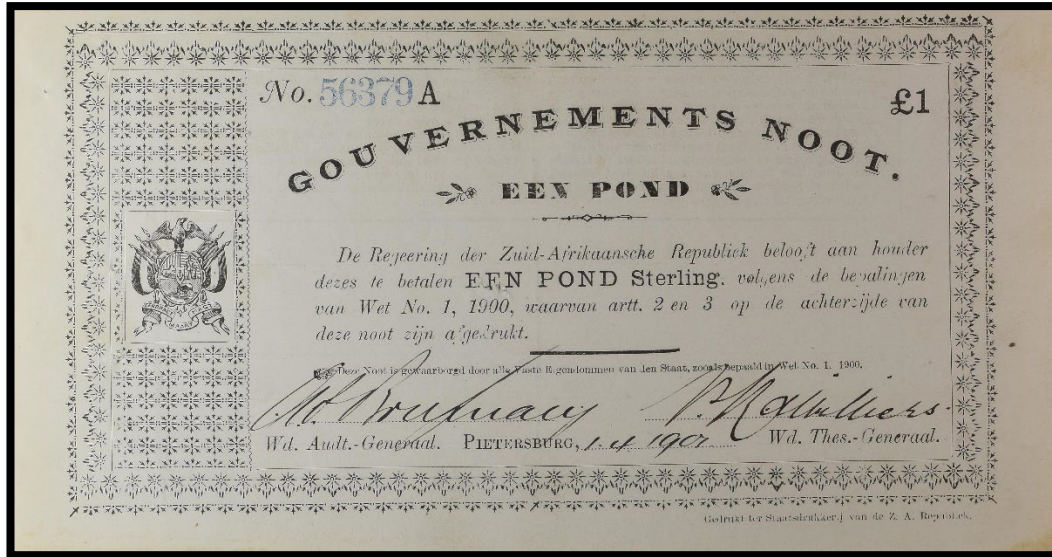 No. 56379 A
£1
GOUVERNEMENTS NOOT.
EEN POND
De Regeering der Zuid-Afrikaansche Republiek belooft aan houder
dezes te betalen EEN POND Sterling, volgens de bepalingen
van Wet No. 1, 1900, waarvan artt. 2 en 3 op de achterzijde van
deze noot zijn afgedrukt.
Deze Noot is gewaarborgd door alle Vaste Eigendommen van den Staat, zooals bepaald in Wet No. 1. 1900.
Wd. Audt.-Generaal. PIETERSBURG, 1.4 1901 Wd. Thes.-Generaal.
Gedrukt ter Staatsdrukkerij van de Z. A. Republiek.